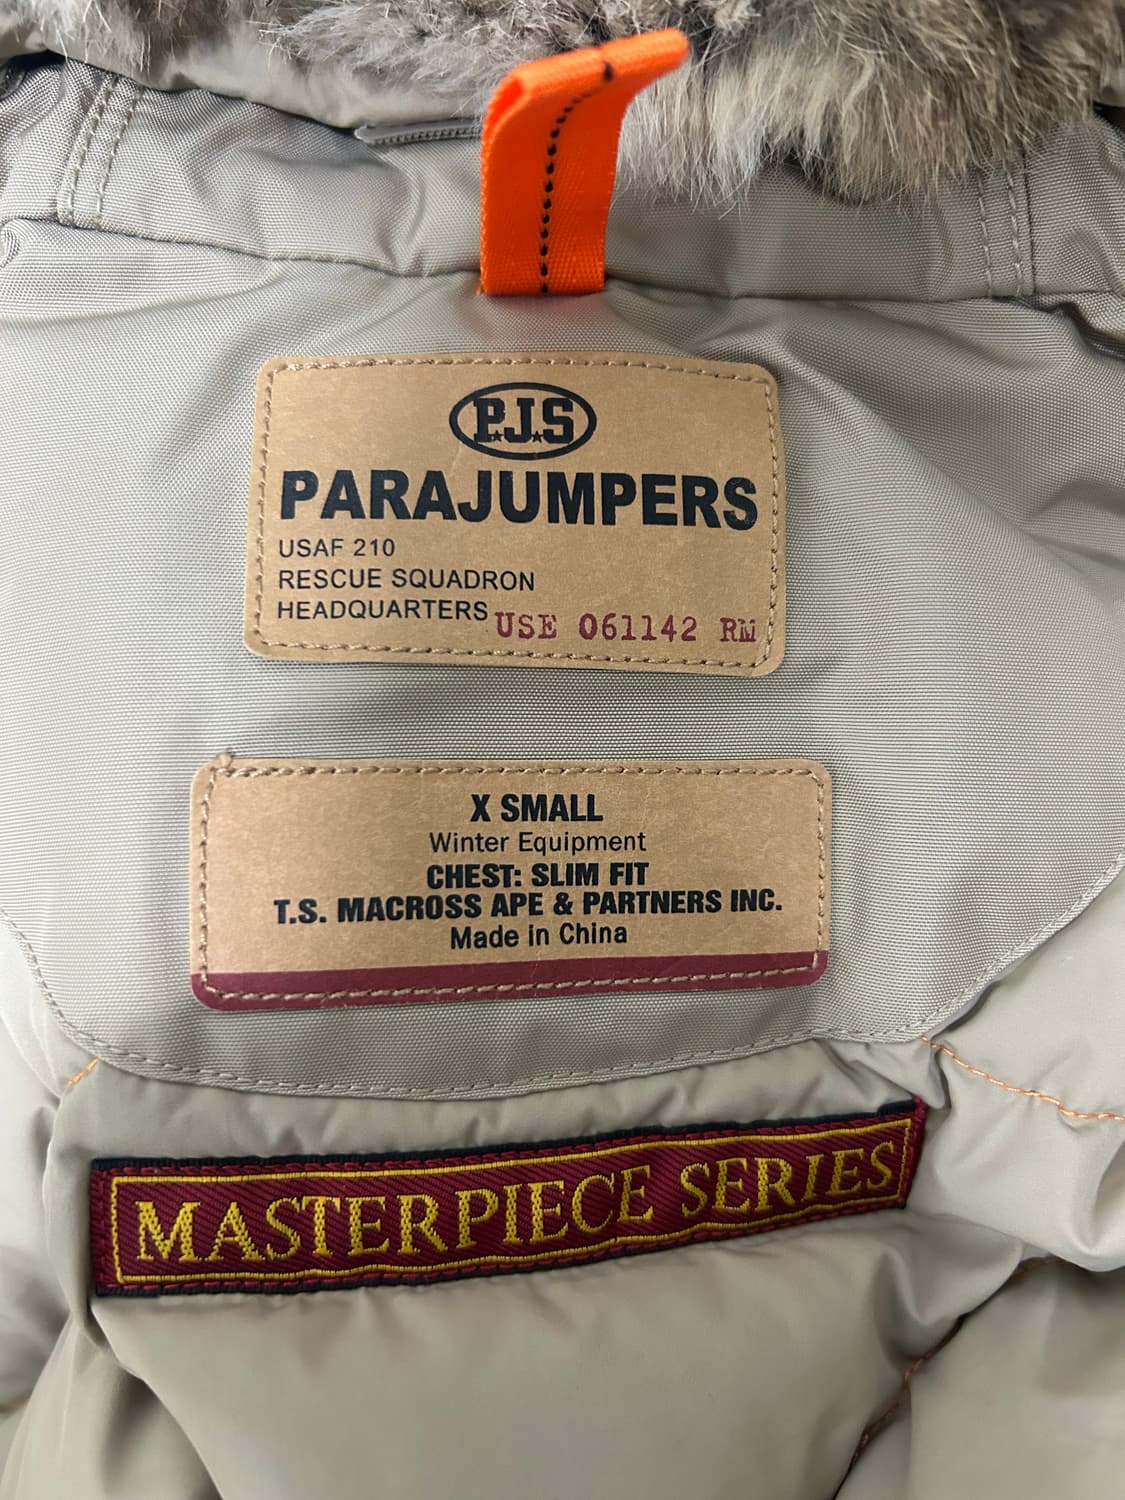 P.J.S
PARAJUMPERS
USAF 210
RESCUE SQUADRON
HEADQUARTERS USE 061142 RM
X SMALL
Winter Equipment
CHEST: SLIM FIT
T.S. MACROSS APE & PARTNERS INC.
Made in China
MASTERPIECE SERIES